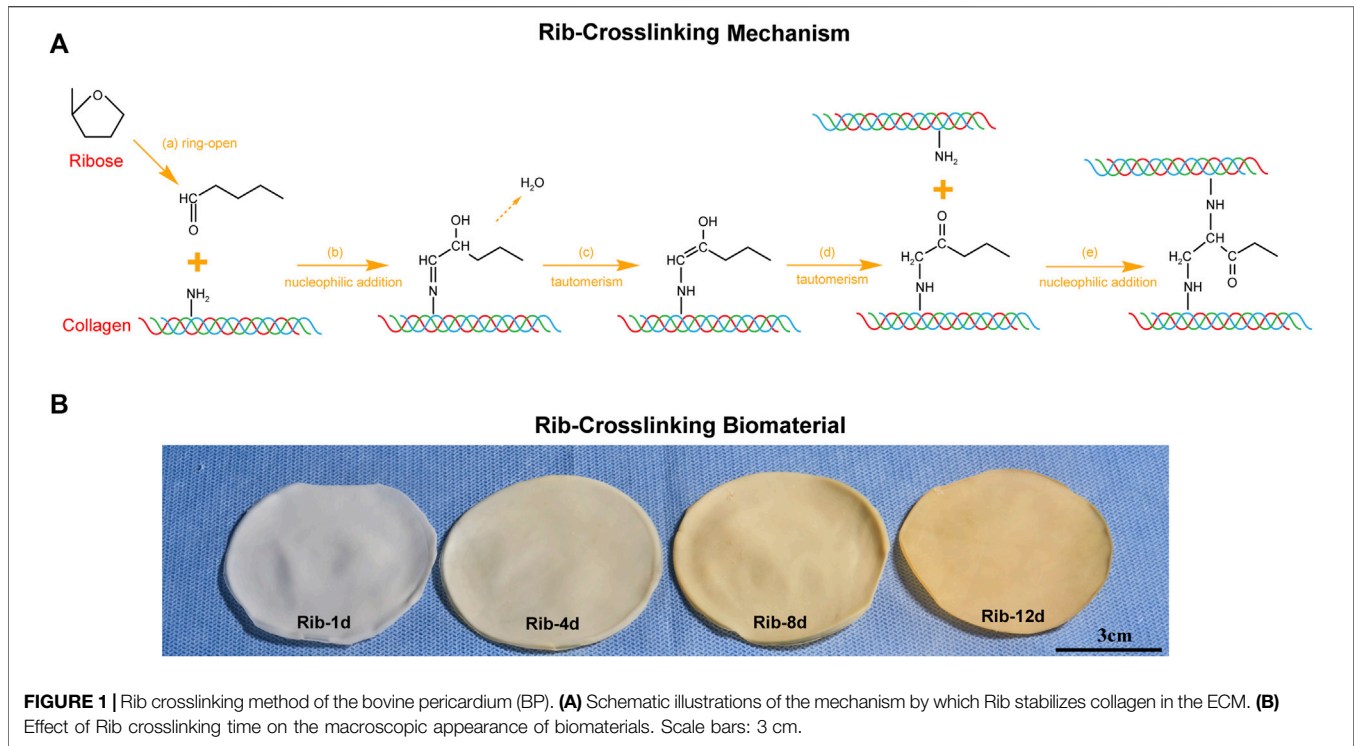 A
Rib-Crosslinking Mechanism
O
Ribose
(a) ring-open
HC
O
+
NH2
Collagen
(b)
nucleophilic addition
OH
CH
HC
N
H2O
(c)
tautomerism
OH
HC
NH
(d)
tautomerism
NH2
+
O
H2C
NH
(e)
nucleophilic addition
NH
CH
H2C
C
O
NH
B
Rib-Crosslinking Biomaterial
Rib-1d
Rib-4d
Rib-8d
Rib-12d
3cm
FIGURE 1 | Rib crosslinking method of the bovine pericardium (BP). (A) Schematic illustrations of the mechanism by which Rib stabilizes collagen in the ECM. (B)
Effect of Rib crosslinking time on the macroscopic appearance of biomaterials. Scale bars: 3 cm.